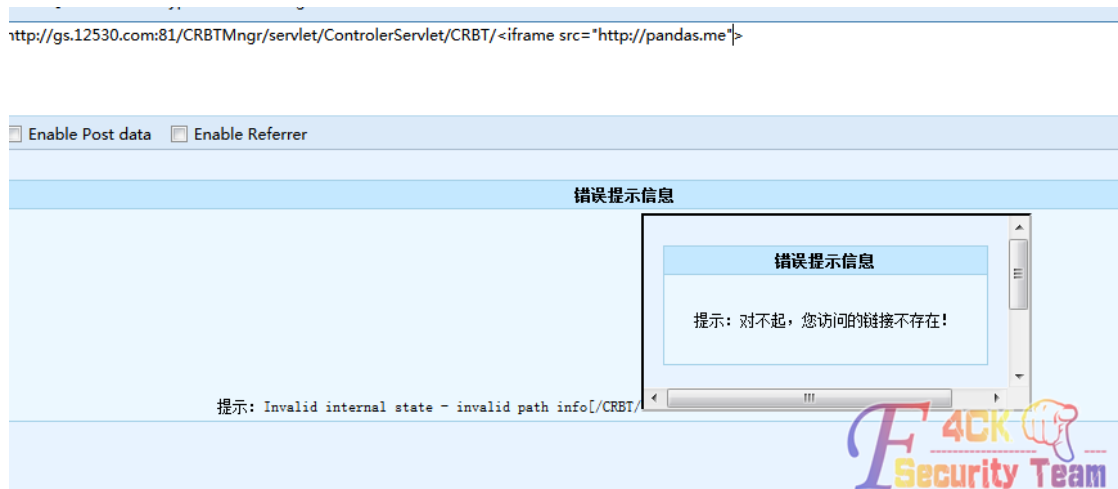 http://gs.12530.com:81/CRBTMngr/servlet/ControlerServlet/CRBT/<iframe src="http://pandas.me">
Enable Post data Enable Referrer
错误提示信息
错误提示信息
提示：对不起，您访问的链接不存在！
提示：Invalid internal state - invalid path info[/CRBT/
F4CK
Security Team